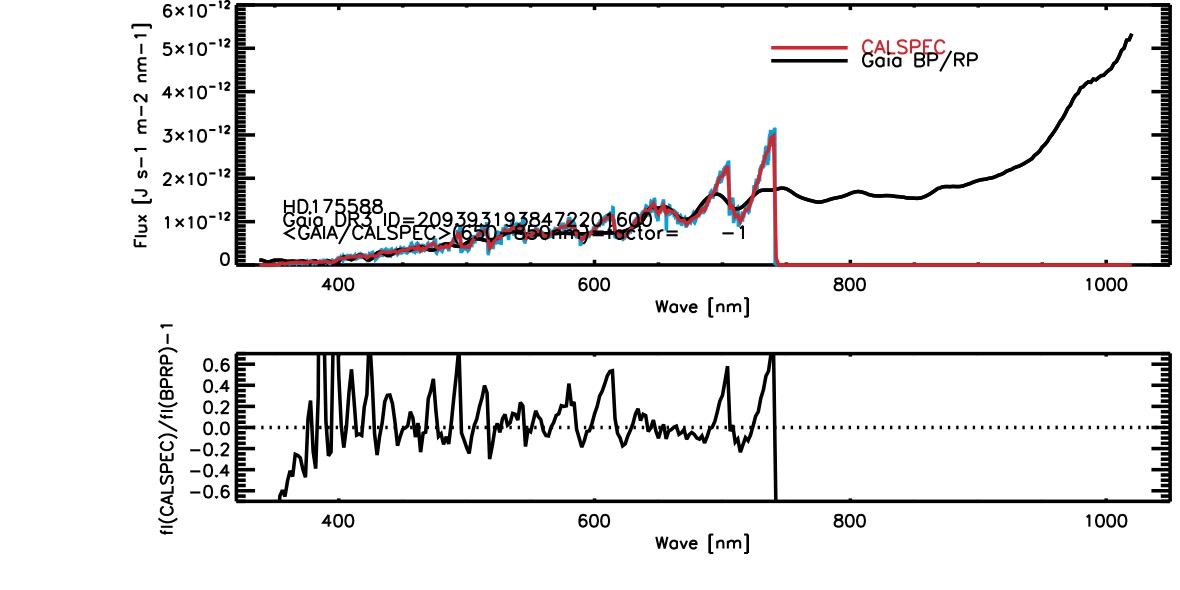 6×10−12
5×10−12
4×10−12
3×10−12
2×10−12
1×10−12
0
Flux [J s−1 m−2 nm−1]
CALSPEC
Gaia BP/RP
HD175588
Gaia DR3 ID=2093931938472201600
<GAIA/CALSPEC>(650−850nm) factor= −1
400 600 800 1000
Wave [nm]
fl(CALSPEC)/fl(BPRP)−1
0.6
0.4
0.2
0.0
−0.2
−0.4
−0.6
400 600 800 1000
Wave [nm]